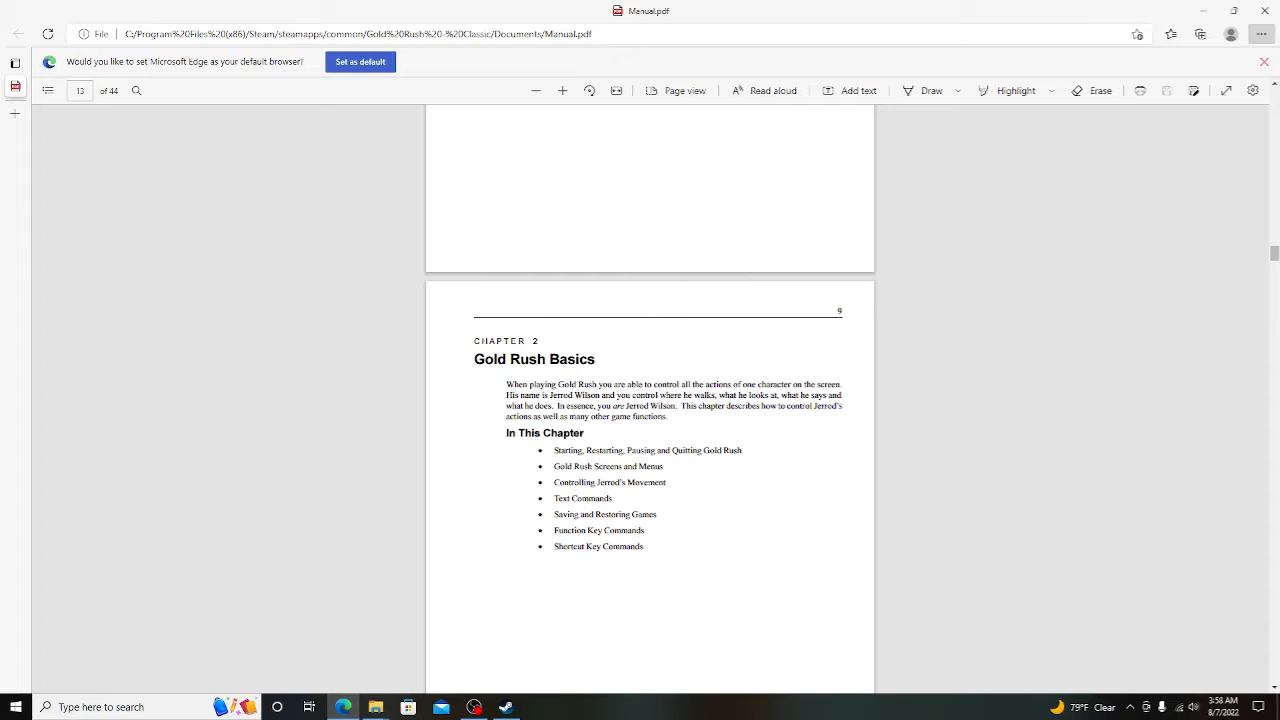 Manual.pdf
File | C:/Program%20Files%20(x86)/Steam/steamapps/common/Gold%20Rush%20-%20Classic/Documents/Manual.pdf
Would you like to set Microsoft Edge as your default browser? Set as default
13 of 44 Page view Read aloud Add text Draw Highlight Erase
9
CHAPTER 2
Gold Rush Basics
When playing Gold Rush you are able to control all the actions of one character on the screen.
His name is Jerrod Wilson and you control where he walks, what he looks at, what he says and
what he does. In essence, you are Jerrod Wilson. This chapter describes how to control Jerrod's
actions as well as many other game functions.
In This Chapter
• Starting, Restarting, Pausing and Quitting Gold Rush
• Gold Rush Screens and Menus
• Controlling Jerrod's Movement
• Text Commands
• Saving and Restoring Games
• Function Key Commands
• Shortcut Key Commands
Type here to search
79°F Clear
3:58 AM
8/7/2022